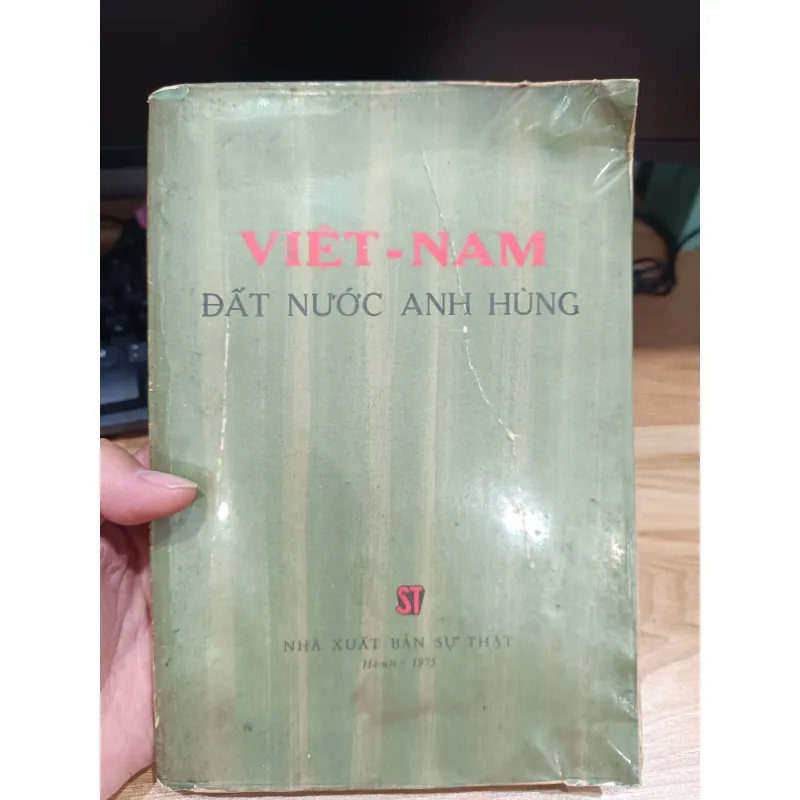 VIỆT-NAM
ĐẤT NƯỚC ANH HÙNG
ST
NHÀ XUẤT BẢN SỰ THẬT
Hà-nội - 1975